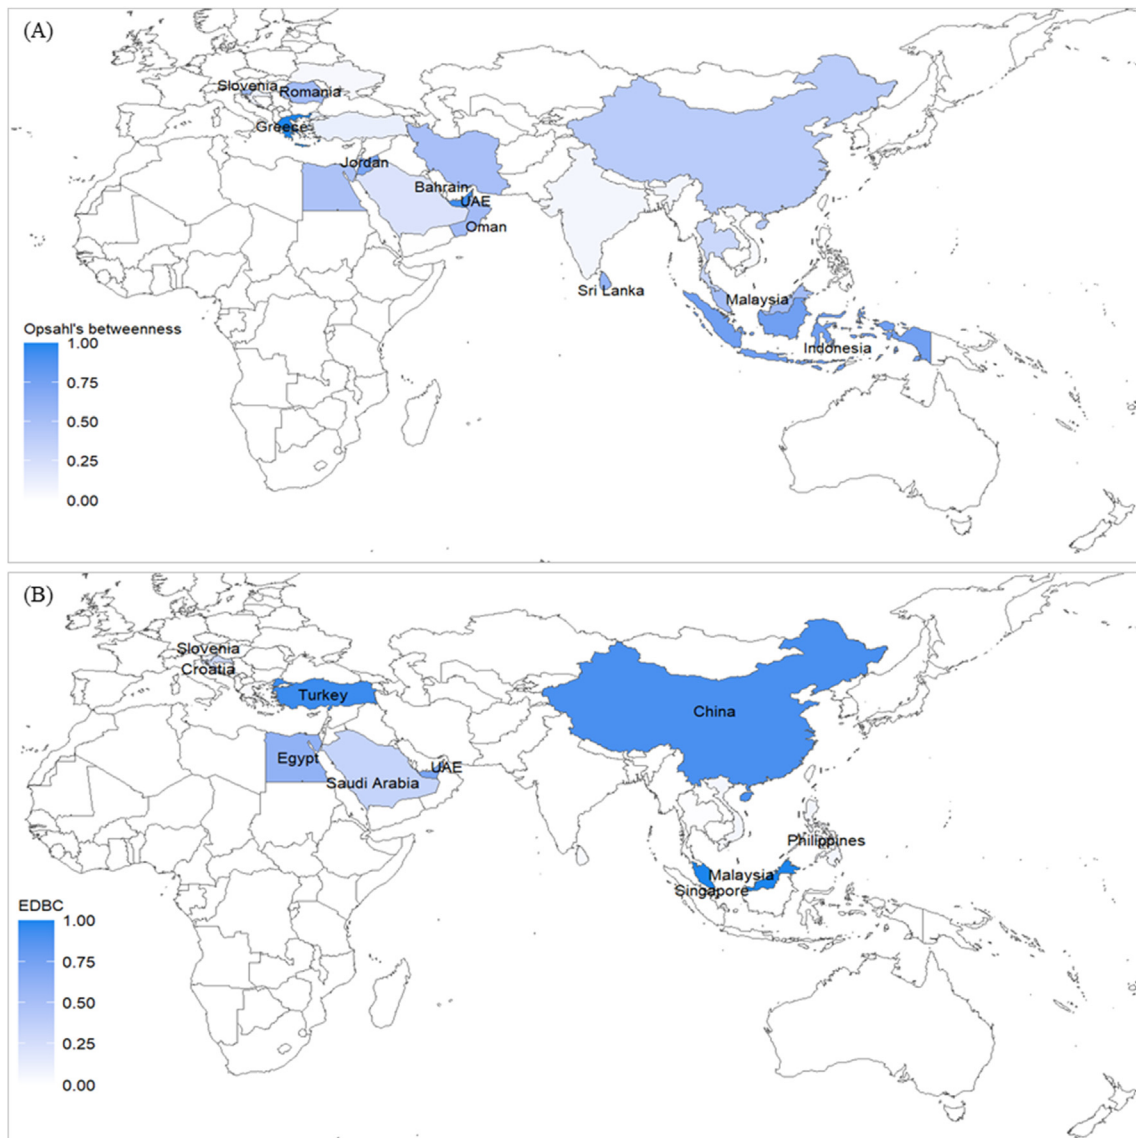 (A)
Slovenia
Romania
Greece
Jordan
Bahrain
UAE
Oman
Sri Lanka
Malaysia
Indonesia
Opsahl's betweenness
1.00
0.75
0.50
0.25
0.00
(B)
Slovenia
Croatia
Turkey
China
Egypt
UAE
Saudi Arabia
Philippines
Malaysia
Singapore
EDBC
1.00
0.75
0.50
0.25
0.00